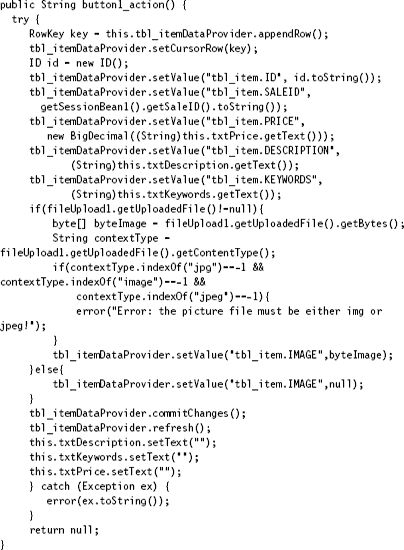 public String button1_action() {
try {
RowKey key = this.tbl_itemDataProvider.appendRow();
tbl_itemDataProvider.setCursorRow(key);
ID id = new ID();
tbl_itemDataProvider.setValue("tbl_item.ID", id.toString());
tbl_itemDataProvider.setValue("tbl_item.SALEID",
getSessionBean1().getSaleID().toString());
tbl_itemDataProvider.setValue("tbl_item.PRICE",
new BigDecimal((String)this.txtPrice.getText()));
tbl_itemDataProvider.setValue("tbl_item.DESCRIPTION",
(String)this.txtDescription.getText());
tbl_itemDataProvider.setValue("tbl_item.KEYWORDS",
(String)this.txtKeywords.getText());
if(fileUpload1.getUploadedFile()!=null){
byte[] byteImage = fileUpload1.getUploadedFile().getBytes();
String contextType =
fileUpload1.getUploadedFile().getContentType();
if(contextType.indexOf("jpg")==-1 &&
contextType.indexOf("image")==-1 &&
contextType.indexOf("jpeg")==-1){
error("Error: the picture file must be either img or
jpeg!");
}
tbl_itemDataProvider.setValue("tbl_item.IMAGE",byteImage);
}else{
tbl_itemDataProvider.setValue("tbl_item.IMAGE",null);
}
tbl_itemDataProvider.commitChanges();
tbl_itemDataProvider.refresh();
this.txtDescription.setText("");
this.txtKeywords.setText("");
this.txtPrice.setText("");
} catch (Exception ex) {
error(ex.toString());
}
return null;
}